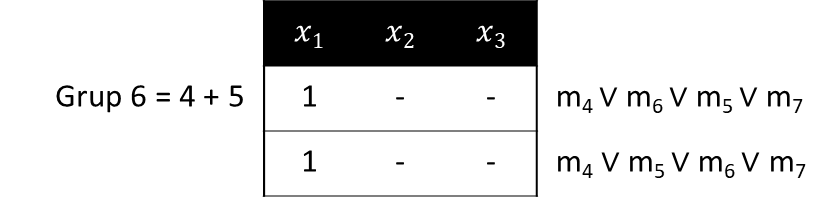 x₁ x₂ x₃
Grup 6 = 4 + 5 1 - - m₄ V m₆ V m₅ V m₇
1 - - m₄ V m₅ V m₆ V m₇